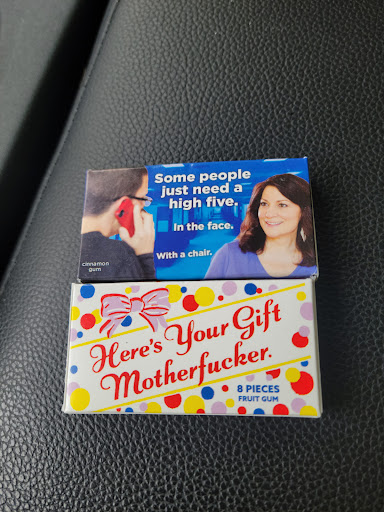 Some people
just need a
high five.
In the face.
With a chair.
cinnamon
gum
Here's Your Gift
Motherfucker.
8 PIECES
FRUIT GUM